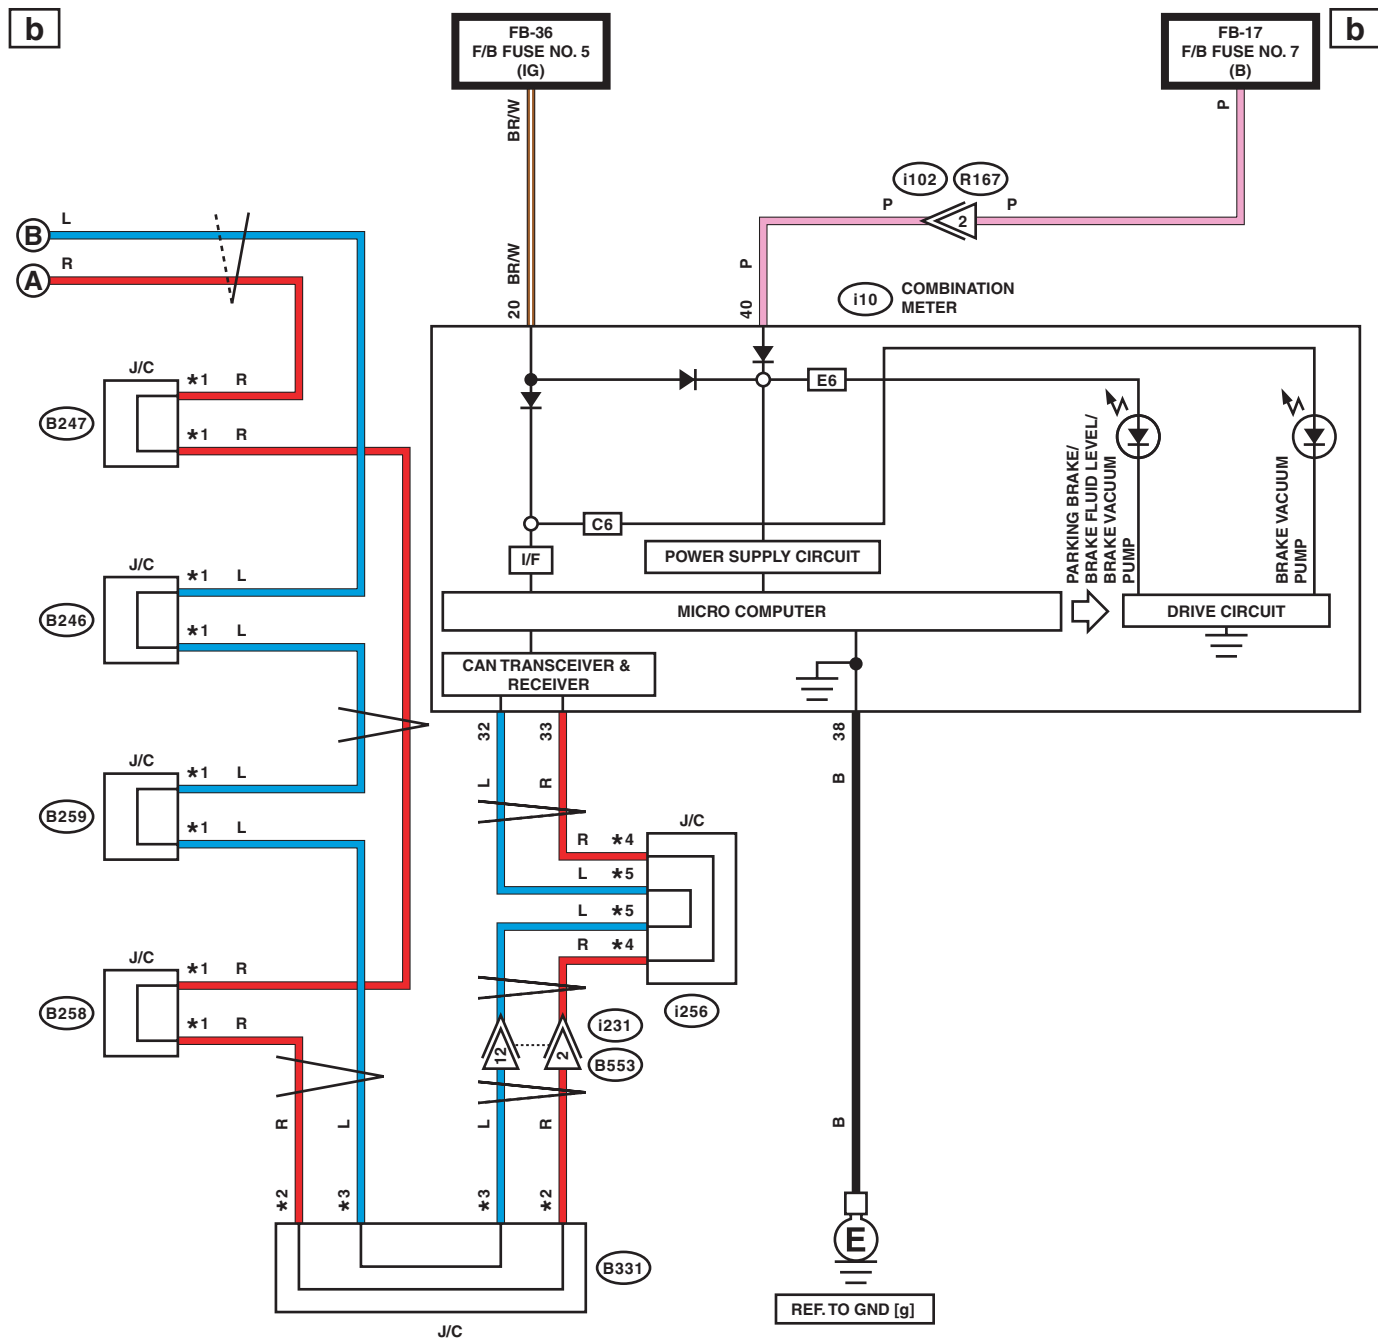 b
FB-36
F/B FUSE NO. 5
(IG)
FB-17
F/B FUSE NO. 7
(B)
b
BR/W
P
i102
R167
P
2
P
L
B
R
A
BR/W
20
P
40
i10
COMBINATION
METER
J/C
*1 R
B247
*1 R
E6
C6
I/F
POWER SUPPLY CIRCUIT
PARKING BRAKE/
BRAKE FLUID LEVEL/
BRAKE VACUUM
PUMP
BRAKE VACUUM
PUMP
MICRO COMPUTER
DRIVE CIRCUIT
CAN TRANSCEIVER &
RECEIVER
J/C
*1 L
B246
*1 L
32
33
38
L
R
B
J/C
*1 L
B259
*1 L
J/C
R *4
L *5
L *5
R *4
i256
J/C
*1 R
B258
*1 R
i231
12
2
B553
R
L
L
R
B
*2
*3
*3
*2
B331
J/C
E
REF. TO GND [g]